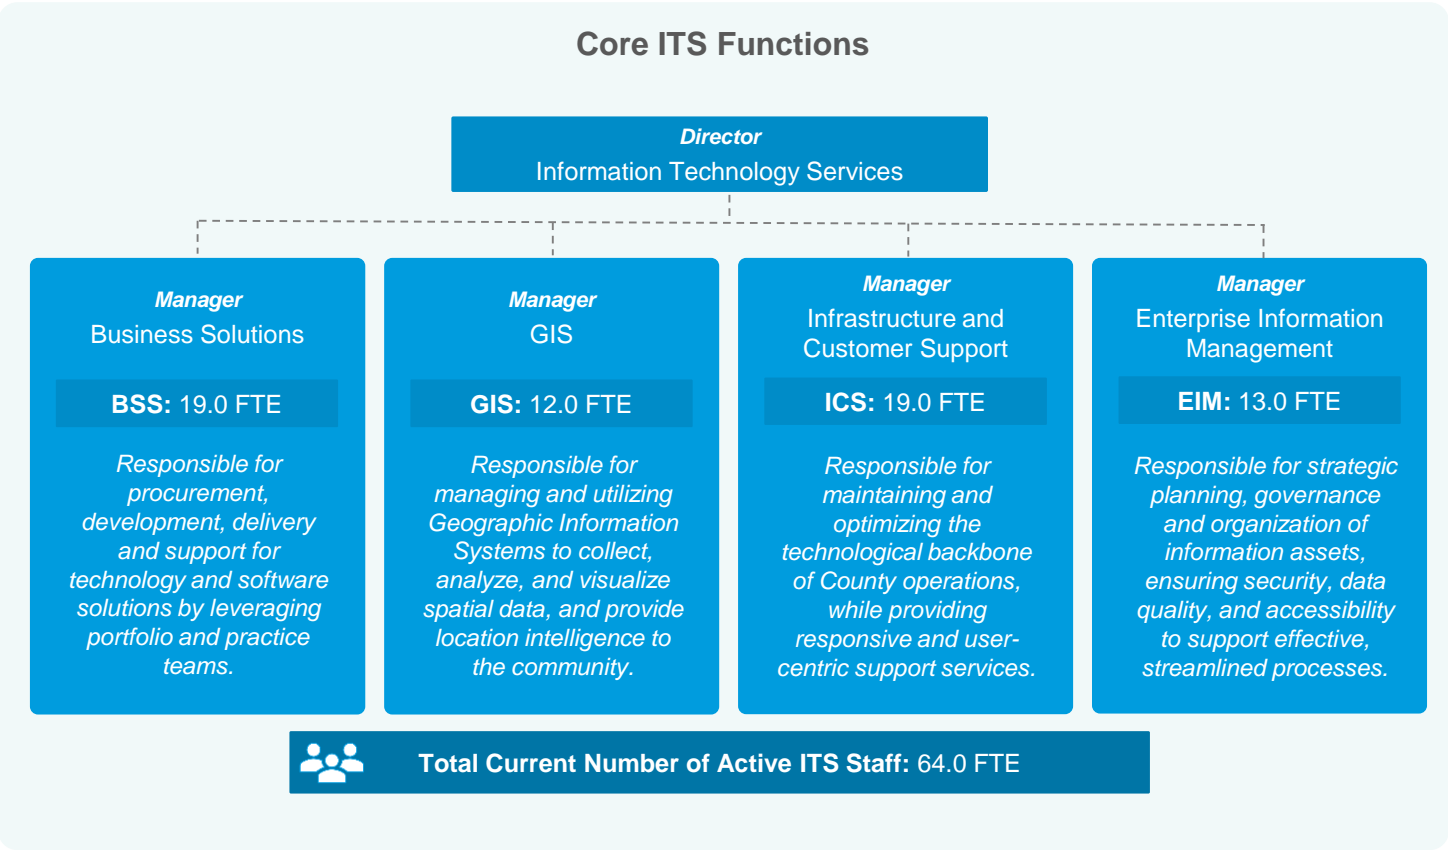 Core ITS Functions
Director
Information Technology Services
Manager
Business Solutions
BSS: 19.0 FTE
Responsible for
procurement,
development, delivery
and support for
technology and software
solutions by leveraging
portfolio and practice
teams.
Manager
GIS
GIS: 12.0 FTE
Responsible for
managing and utilizing
Geographic Information
Systems to collect,
analyze, and visualize
spatial data, and provide
location intelligence to
the community.
Manager
Infrastructure and
Customer Support
ICS: 19.0 FTE
Responsible for
maintaining and
optimizing the
technological backbone
of County operations,
while providing
responsive and user-
centric support services.
Manager
Enterprise Information
Management
EIM: 13.0 FTE
Responsible for strategic
planning, governance
and organization of
information assets,
ensuring security, data
quality, and accessibility
to support effective,
streamlined processes.
Total Current Number of Active ITS Staff: 64.0 FTE